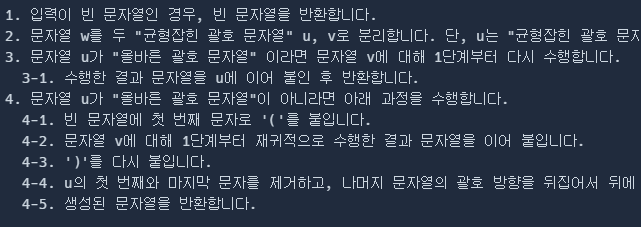 1. 입력이 빈 문자열인 경우, 빈 문자열을 반환합니다.
2. 문자열 w를 두 "균형잡힌 괄호 문자열" u, v로 분리합니다. 단, u는 "균형잡힌 괄호 문자
3. 문자열 u가 "올바른 괄호 문자열" 이라면 문자열 v에 대해 1단계부터 다시 수행합니다.
3-1. 수행한 결과 문자열을 u에 이어 붙인 후 반환합니다.
4. 문자열 u가 "올바른 괄호 문자열"이 아니라면 아래 과정을 수행합니다.
4-1. 빈 문자열에 첫 번째 문자로 '('를 붙입니다.
4-2. 문자열 v에 대해 1단계부터 재귀적으로 수행한 결과 문자열을 이어 붙입니다.
4-3. ')'를 다시 붙입니다.
4-4. u의 첫 번째와 마지막 문자를 제거하고, 나머지 문자열의 괄호 방향을 뒤집어서 뒤에
4-5. 생성된 문자열을 반환합니다.